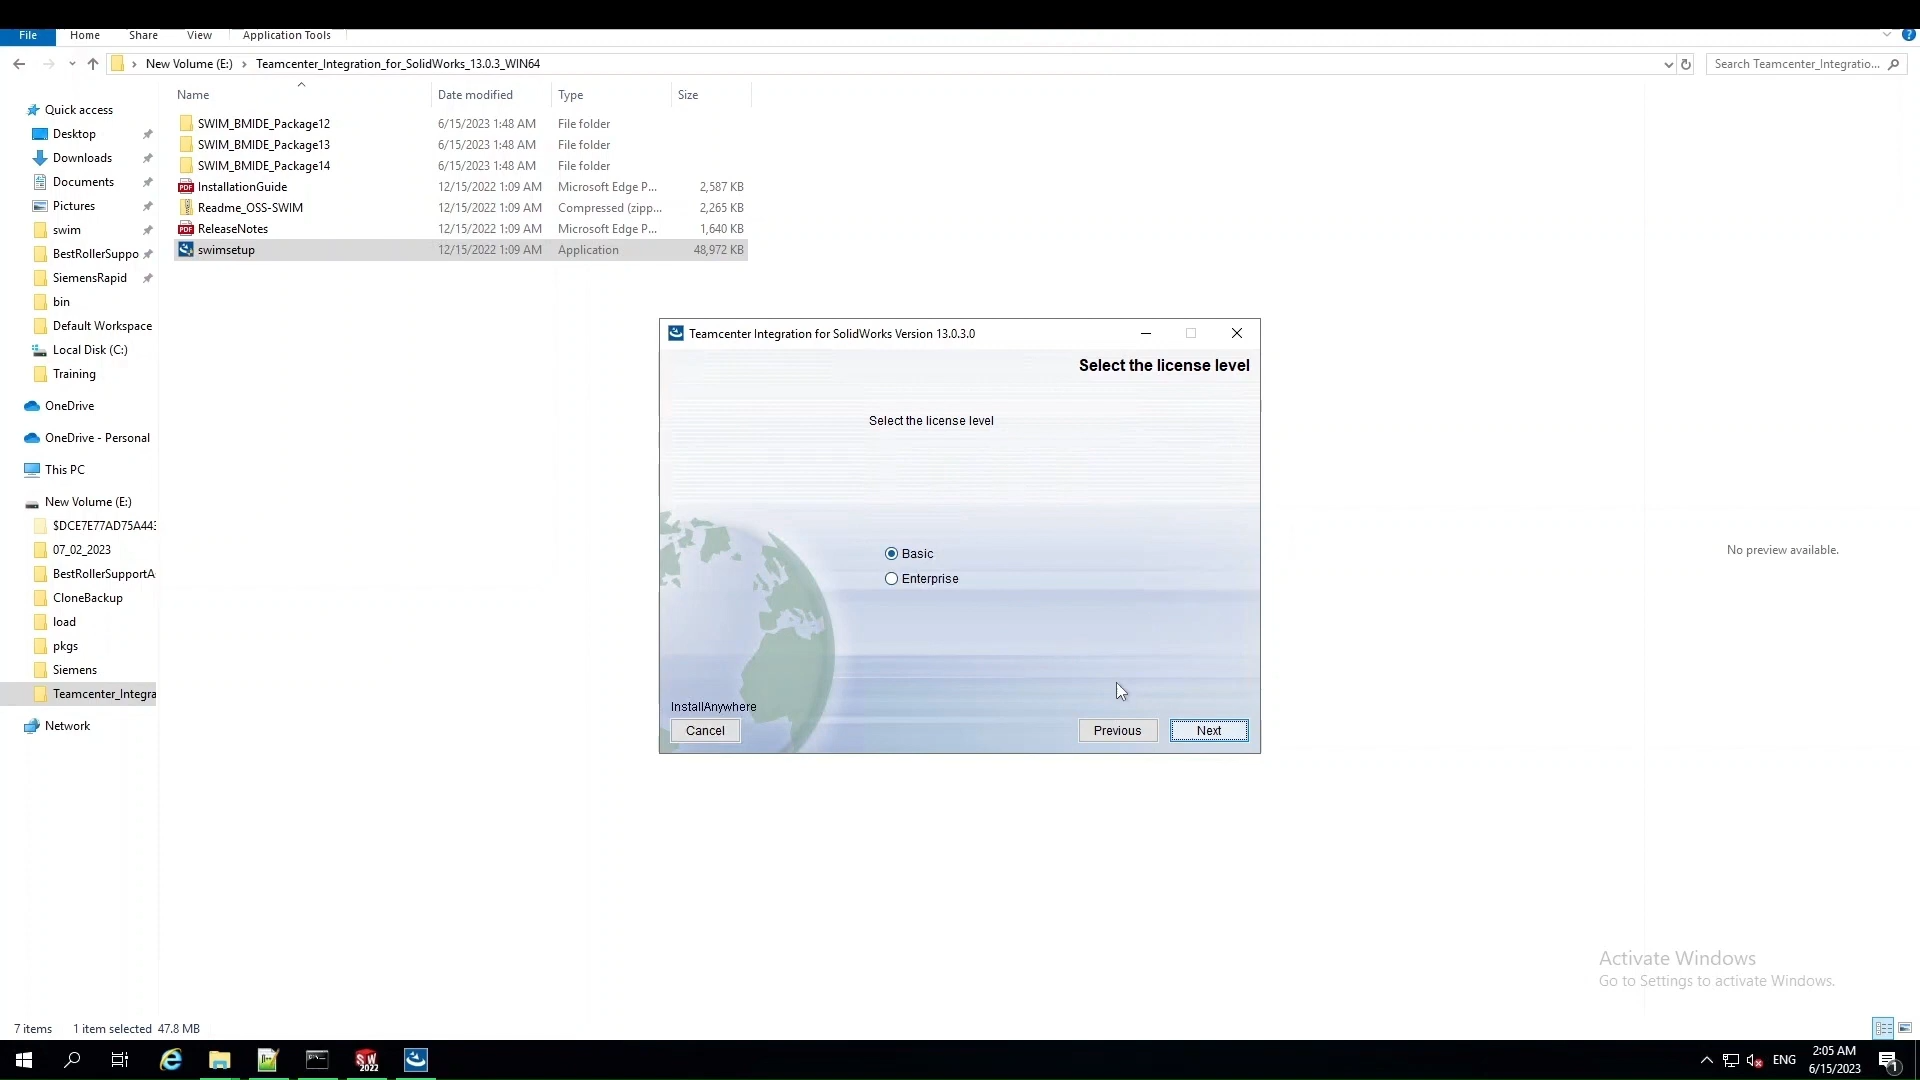 File Home Share View Application Tools
New Volume (E:) Teamcenter_Integration_for_SolidWorks_13.0.3_WIN64 Search Teamcenter_Integratio...
Name Date modified Type Size
SWIM_BMIDE_Package12 6/15/2023 1:48 AM File folder
SWIM_BMIDE_Package13 6/15/2023 1:48 AM File folder
SWIM_BMIDE_Package14 6/15/2023 1:48 AM File folder
InstallationGuide 12/15/2022 1:09 AM Microsoft Edge P... 2,587 KB
Readme_OSS-SWIM 12/15/2022 1:09 AM Compressed (zipp... 2,265 KB
ReleaseNotes 12/15/2022 1:09 AM Microsoft Edge P... 1,640 KB
swimsetup 12/15/2022 1:09 AM Application 48,972 KB
Quick access
Desktop
Downloads
Documents
Pictures
swim
BestRollerSuppo
SiemensRapid
bin
Default Workspace
Local Disk (C:)
Training
OneDrive
OneDrive - Personal
This PC
New Volume (E:)
$DCE7E77AD75A443
07_02_2023
BestRollerSupportA
CloneBackup
load
pkgs
Siemens
Teamcenter_Integra
Network
Teamcenter Integration for SolidWorks Version 13.0.3.0
Select the license level
Select the license level
Basic
Enterprise
InstallAnywhere
Cancel Previous Next
No preview available.
Activate Windows
Go to Settings to activate Windows.
7 items 1 item selected 47.8 MB
SW
2022
ENG
2:05 AM
6/15/2023
1